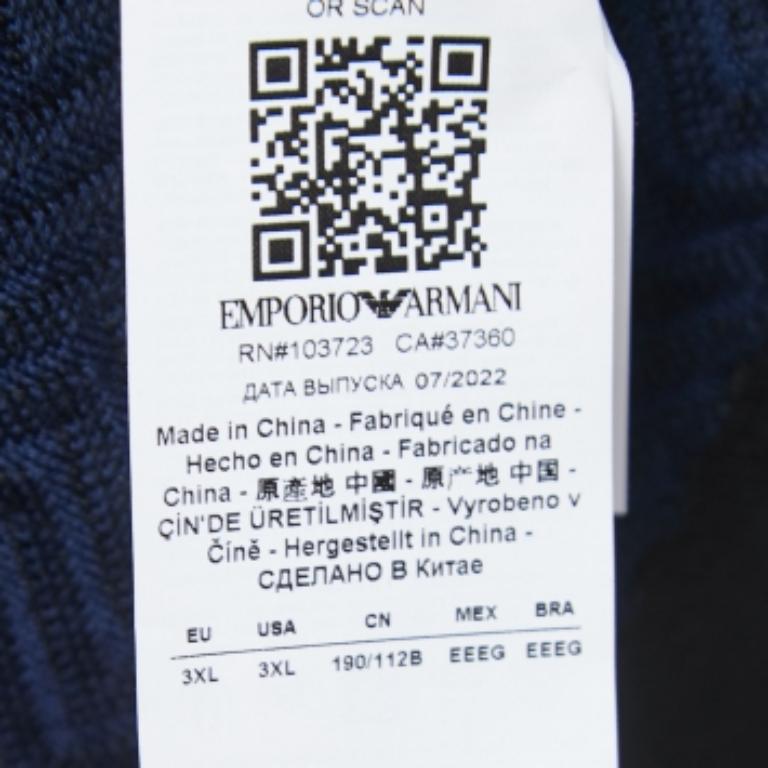 OR SCAN
EMPORIO ARMANI
RN#103723 CA#37360
ДАТА ВЫПУСКА 07/2022
Made in China - Fabriqué en Chine -
Hecho en China - Fabricado na
China - 原產地 中國 - 原产地 中国 -
ÇİN'DE ÜRETİLMİŞTİR - Vyrobeno v
Číně - Hergestellt in China -
СДЕЛАНО В Китае
EU USA CN MEX BRA
3XL 3XL 190/112B EEEG EEEG